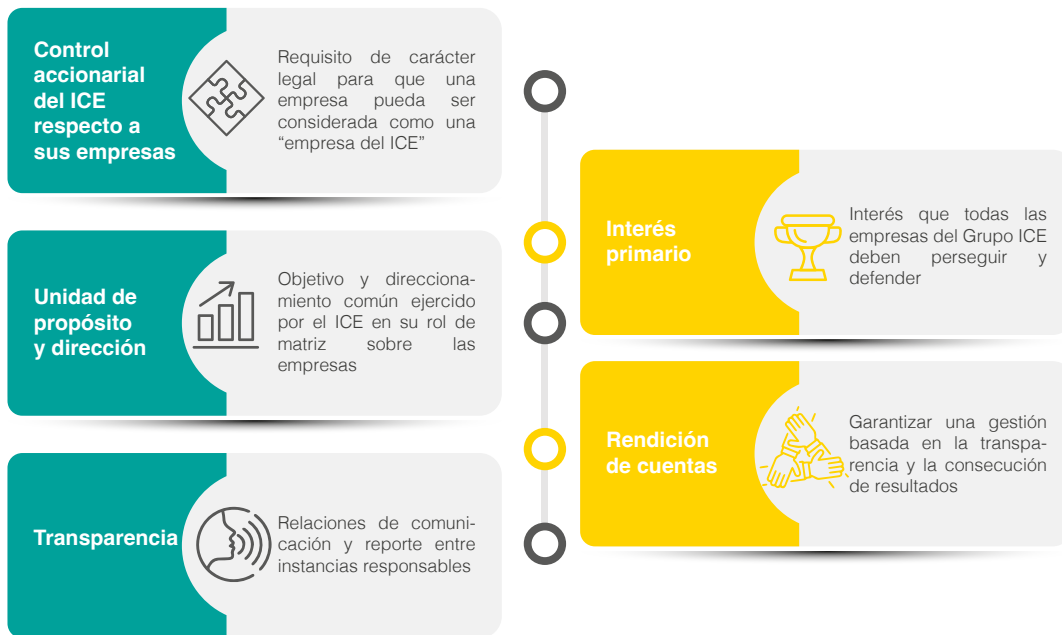 Control
accionarial
del ICE
respecto a
sus empresas
Requisito de carácter
legal para que una
empresa pueda ser
considerada como una
“empresa del ICE”
Interés
primario
Interés que todas las
empresas del Grupo ICE
deben perseguir y
defender
Unidad de
propósito
y dirección
Objetivo y direcciona-
miento común ejercido
por el ICE en su rol de
matriz sobre las
empresas
Rendición
de cuentas
Garantizar una gestión
basada en la transpa-
rencia y la consecución
de resultados
Transparencia
Relaciones de comuni-
cación y reporte entre
instancias responsables